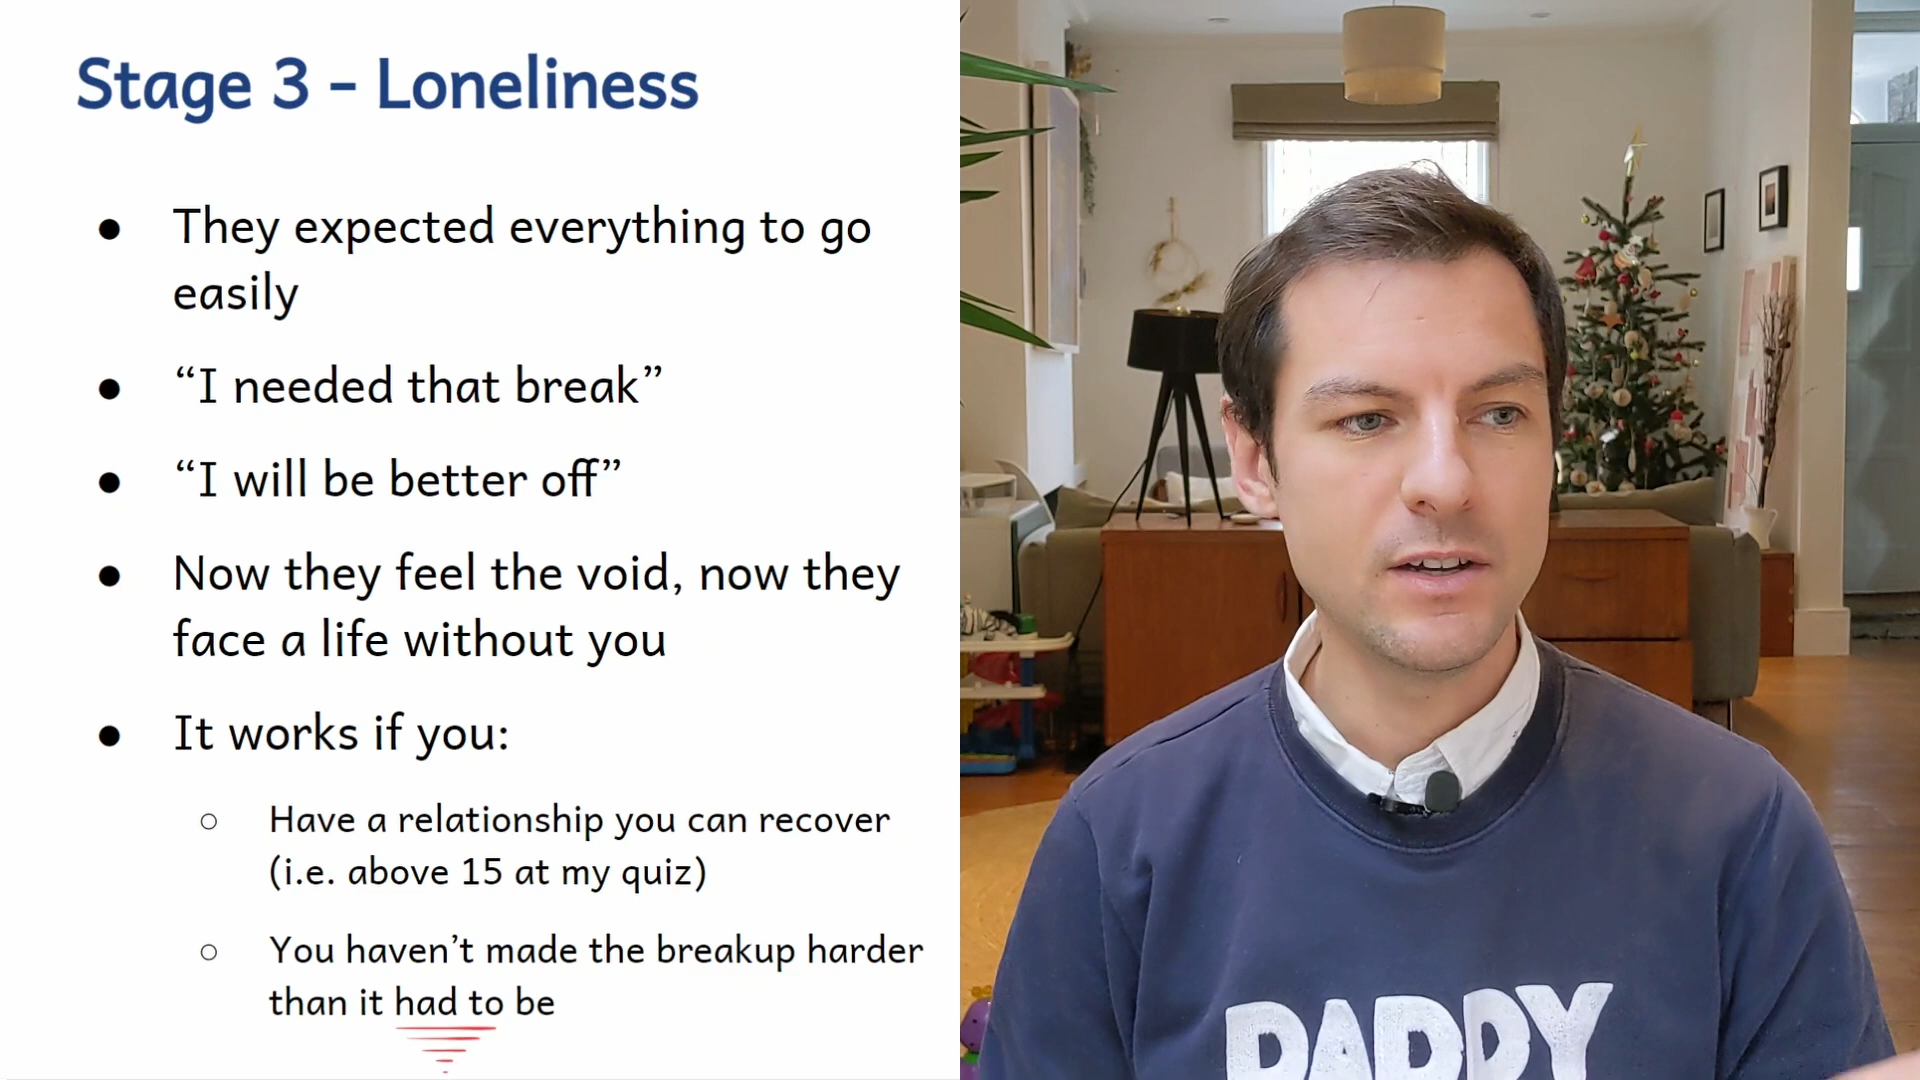 Stage 3 - Loneliness
● They expected everything to go
easily
● “I needed that break”
● “I will be better off”
● Now they feel the void, now they
face a life without you
● It works if you:
○ Have a relationship you can recover
(i.e. above 15 at my quiz)
○ You haven’t made the breakup harder
than it had to be
DADDY